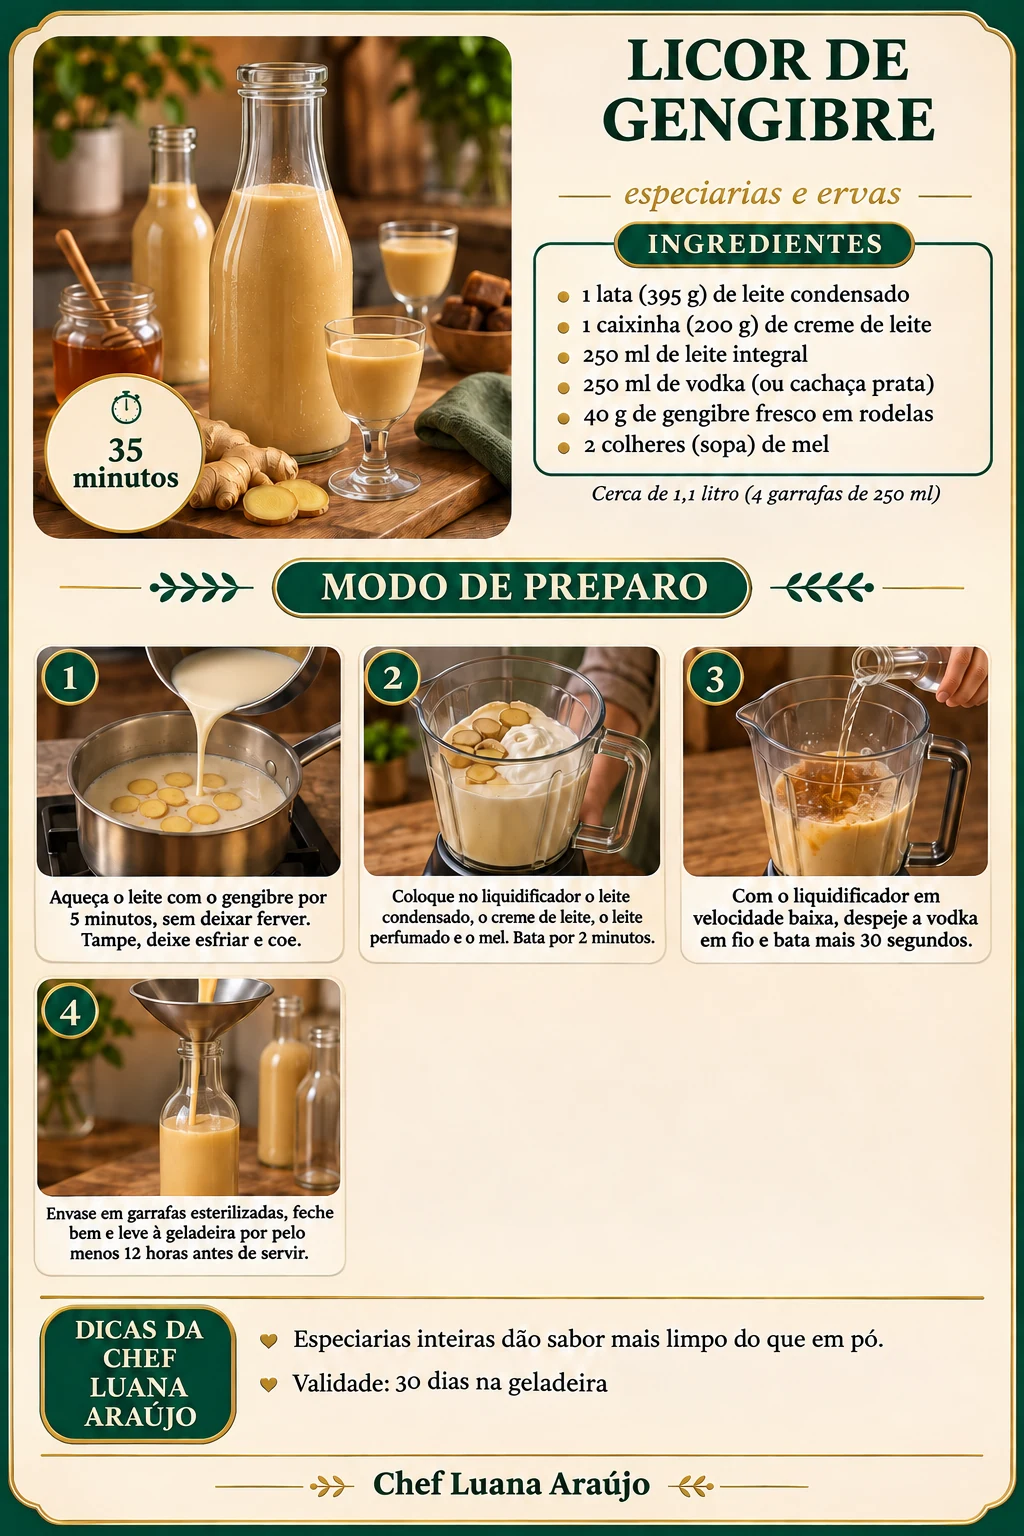 LICOR DE
GENGIBRE
especiarias e ervas
INGREDIENTES
1 lata (395 g) de leite condensado
1 caixinha (200 g) de creme de leite
250 ml de leite integral
250 ml de vodka (ou cachaça prata)
40 g de gengibre fresco em rodelas
2 colheres (sopa) de mel
Cerca de 1,1 litro (4 garrafas de 250 ml)
35
minutos
MODO DE PREPARO
1
Aqueça o leite com o gengibre por
5 minutos, sem deixar ferver.
Tampe, deixe esfriar e coe.
2
Coloque no liquidificador o leite
condensado, o creme de leite, o leite
perfumado e o mel. Bata por 2 minutos.
3
Com o liquidificador em
velocidade baixa, despeje a vodka
em fio e bata mais 30 segundos.
4
Envase em garrafas esterilizadas, feche
bem e leve à geladeira por pelo
menos 12 horas antes de servir.
DICAS DA
CHEF
LUANA
ARAÚJO
Especiarias inteiras dão sabor mais limpo do que em pó.
Validade: 30 dias na geladeira
Chef Luana Araújo